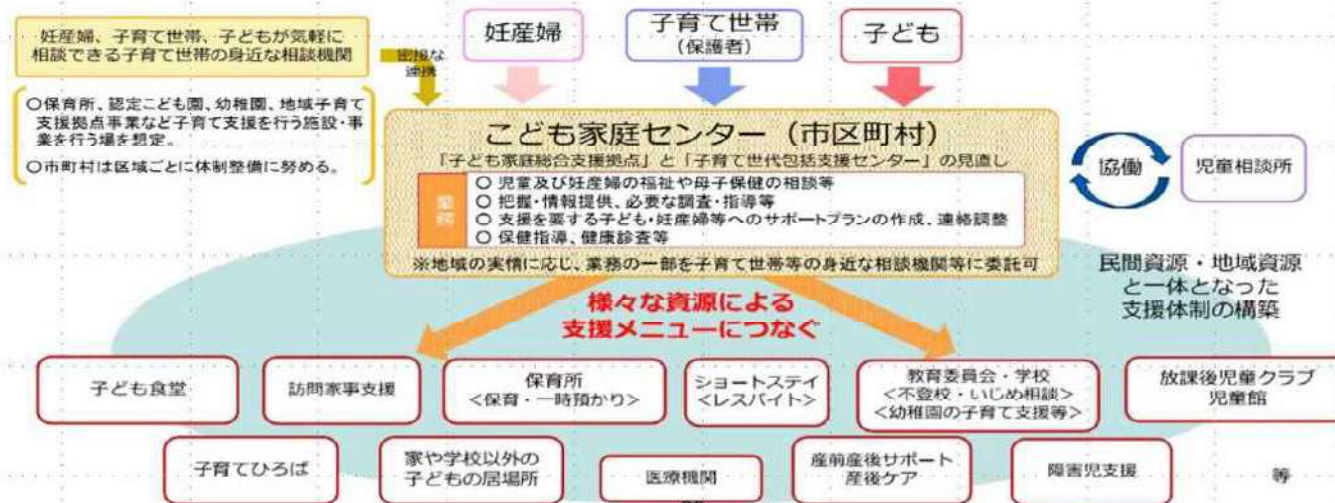 妊産婦、子育て世帯、子どもが気軽に
相談できる子育て世帯の身近な相談機関
○保育所、認定こども園、幼稚園、地域子育て
支援拠点事業など子育て支援を行う施設・事
業を行う場を想定。
○市町村は区域ごとに体制整備に努める。
密接な
連携
妊産婦
子育て世帯
(保護者)
子ども
こども家庭センター（市区町村）
「子ども家庭総合支援拠点」と「子育て世代包括支援センター」の見直し
業務
○ 児童及び妊産婦の福祉や母子保健の相談等
○ 把握・情報提供、必要な調査・指導等
○ 支援を要する子ども・妊産婦等へのサポートプランの作成、連絡調整
○ 保健指導、健康診査等
※地域の実情に応じ、業務の一部を子育て世帯等の身近な相談機関等に委託可
協働
児童相談所
民間資源・地域資源
と一体となった
支援体制の構築
様々な資源による
支援メニューにつなぐ
子ども食堂
訪問家事支援
保育所
<保育・一時預かり>
ショートステイ
<レスパイト>
教育委員会・学校
<不登校・いじめ相談>
<幼稚園の子育て支援等>
放課後児童クラブ
児童館
子育てひろば
家や学校以外の
子どもの居場所
医療機関
産前産後サポート
産後ケア
障害児支援
等